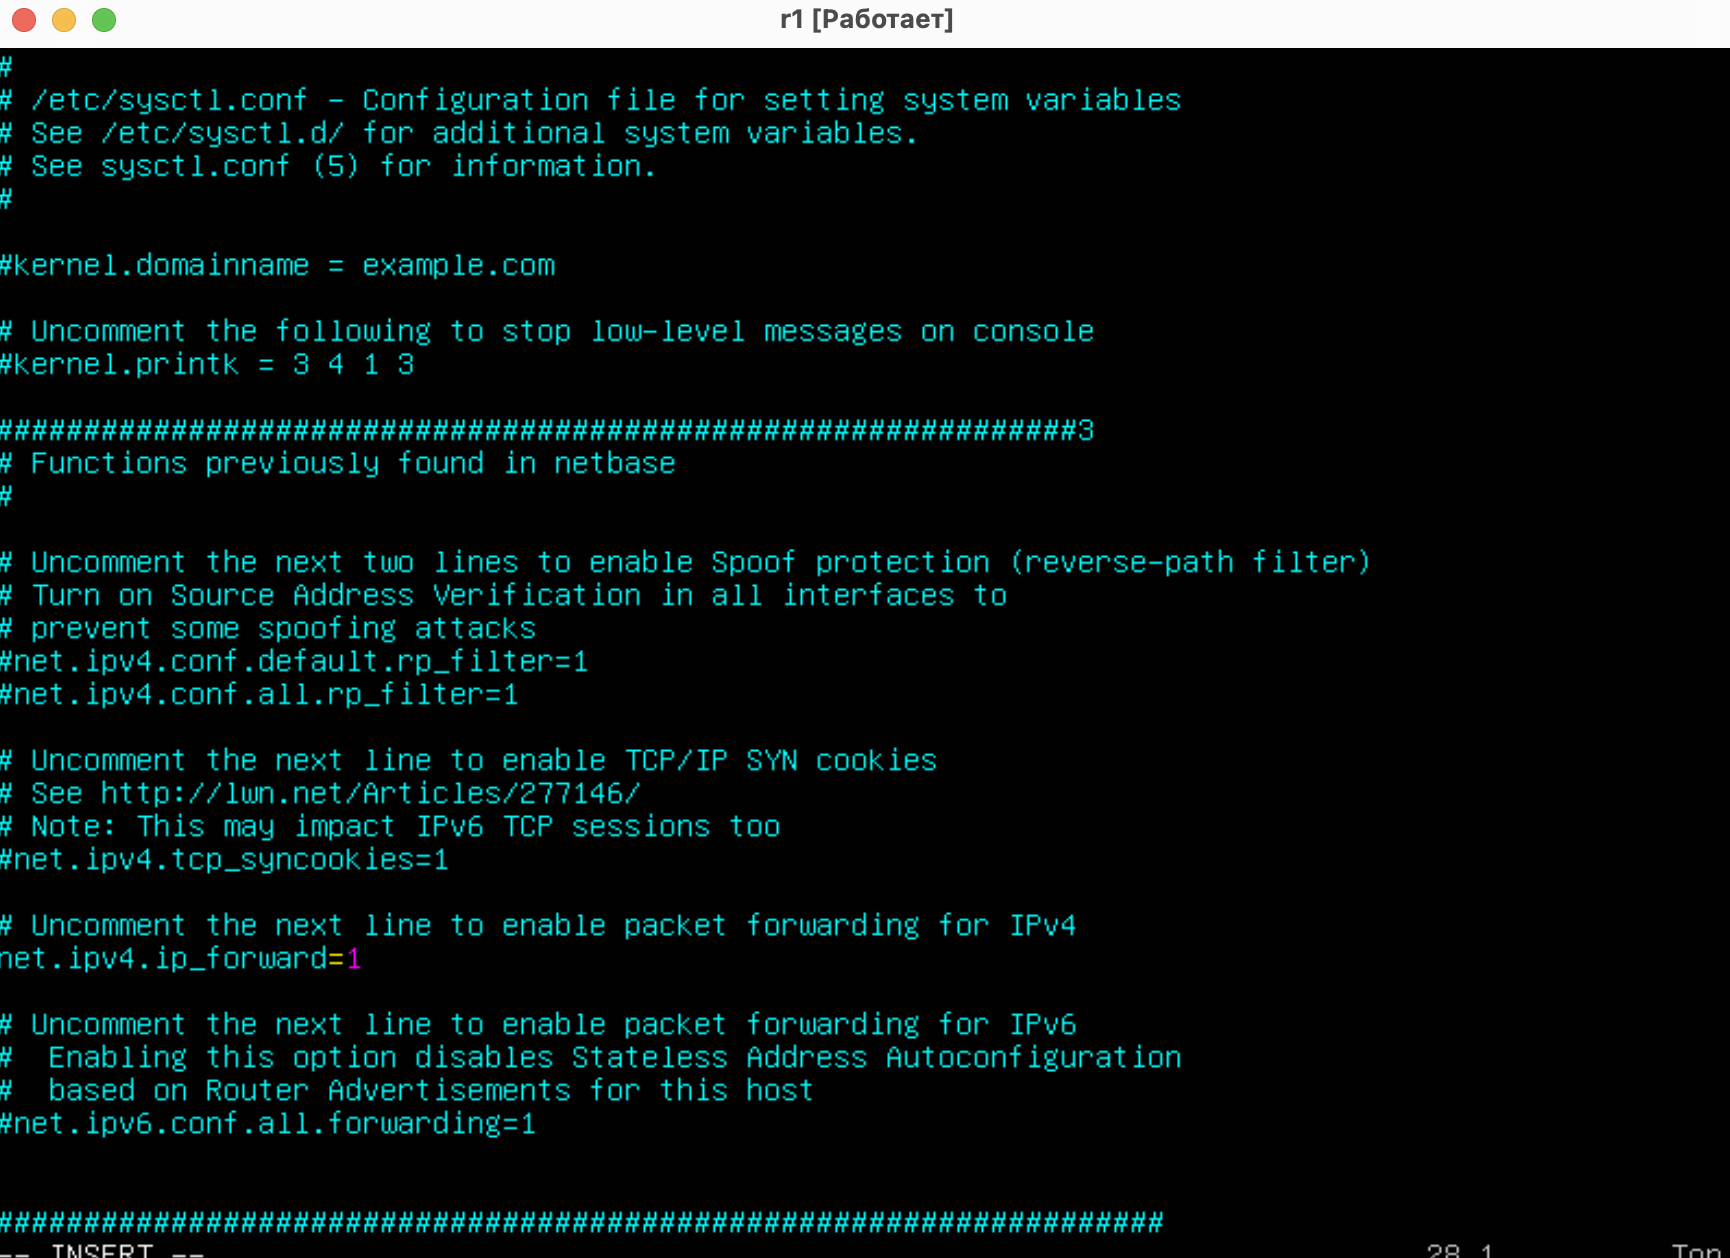 r1 [Работает]
#
# /etc/sysctl.conf - Configuration file for setting system variables
# See /etc/sysctl.d/ for additional system variables.
# See sysctl.conf (5) for information.
#
#kernel.domainname = example.com
# Uncomment the following to stop low-level messages on console
#kernel.printk = 3 4 1 3
##############################################################3
# Functions previously found in netbase
#
# Uncomment the next two lines to enable Spoof protection (reverse-path filter)
# Turn on Source Address Verification in all interfaces to
# prevent some spoofing attacks
#net.ipv4.conf.default.rp_filter=1
#net.ipv4.conf.all.rp_filter=1
# Uncomment the next line to enable TCP/IP SYN cookies
# See http://lwn.net/Articles/277146/
# Note: This may impact IPv6 TCP sessions too
#net.ipv4.tcp_syncookies=1
# Uncomment the next line to enable packet forwarding for IPv4
net.ipv4.ip_forward=1
# Uncomment the next line to enable packet forwarding for IPv6
#  Enabling this option disables Stateless Address Autoconfiguration
#  based on Router Advertisements for this host
#net.ipv6.conf.all.forwarding=1
###################################################################
-- INSERT -- 28,1 Top